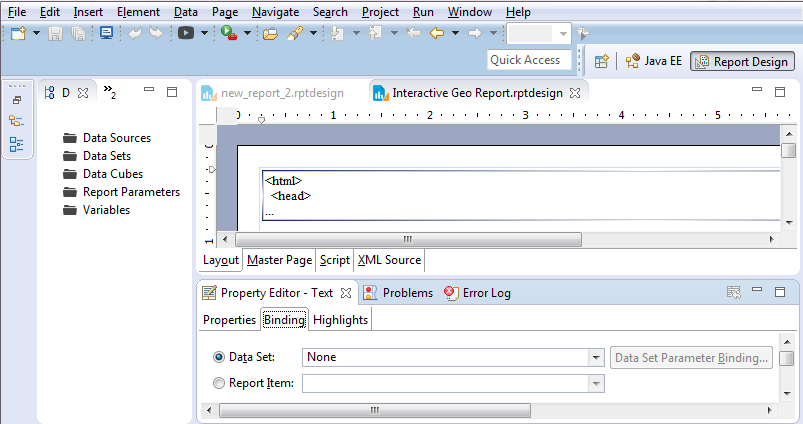 File Edit Insert Element Data Page Navigate Search Project Run Window Help
Quick Access
Java EE Report Design
D 2
new_report_2.rptdesign Interactive Geo Report.rptdesign
0 1 2 3 4 5
Data Sources
Data Sets
Data Cubes
Report Parameters
Variables
0
<html>
<head>
...
1
Layout Master Page Script XML Source
Property Editor - Text Problems Error Log
Properties Binding Highlights
Data Set: None Data Set Parameter Binding...
Report Item: